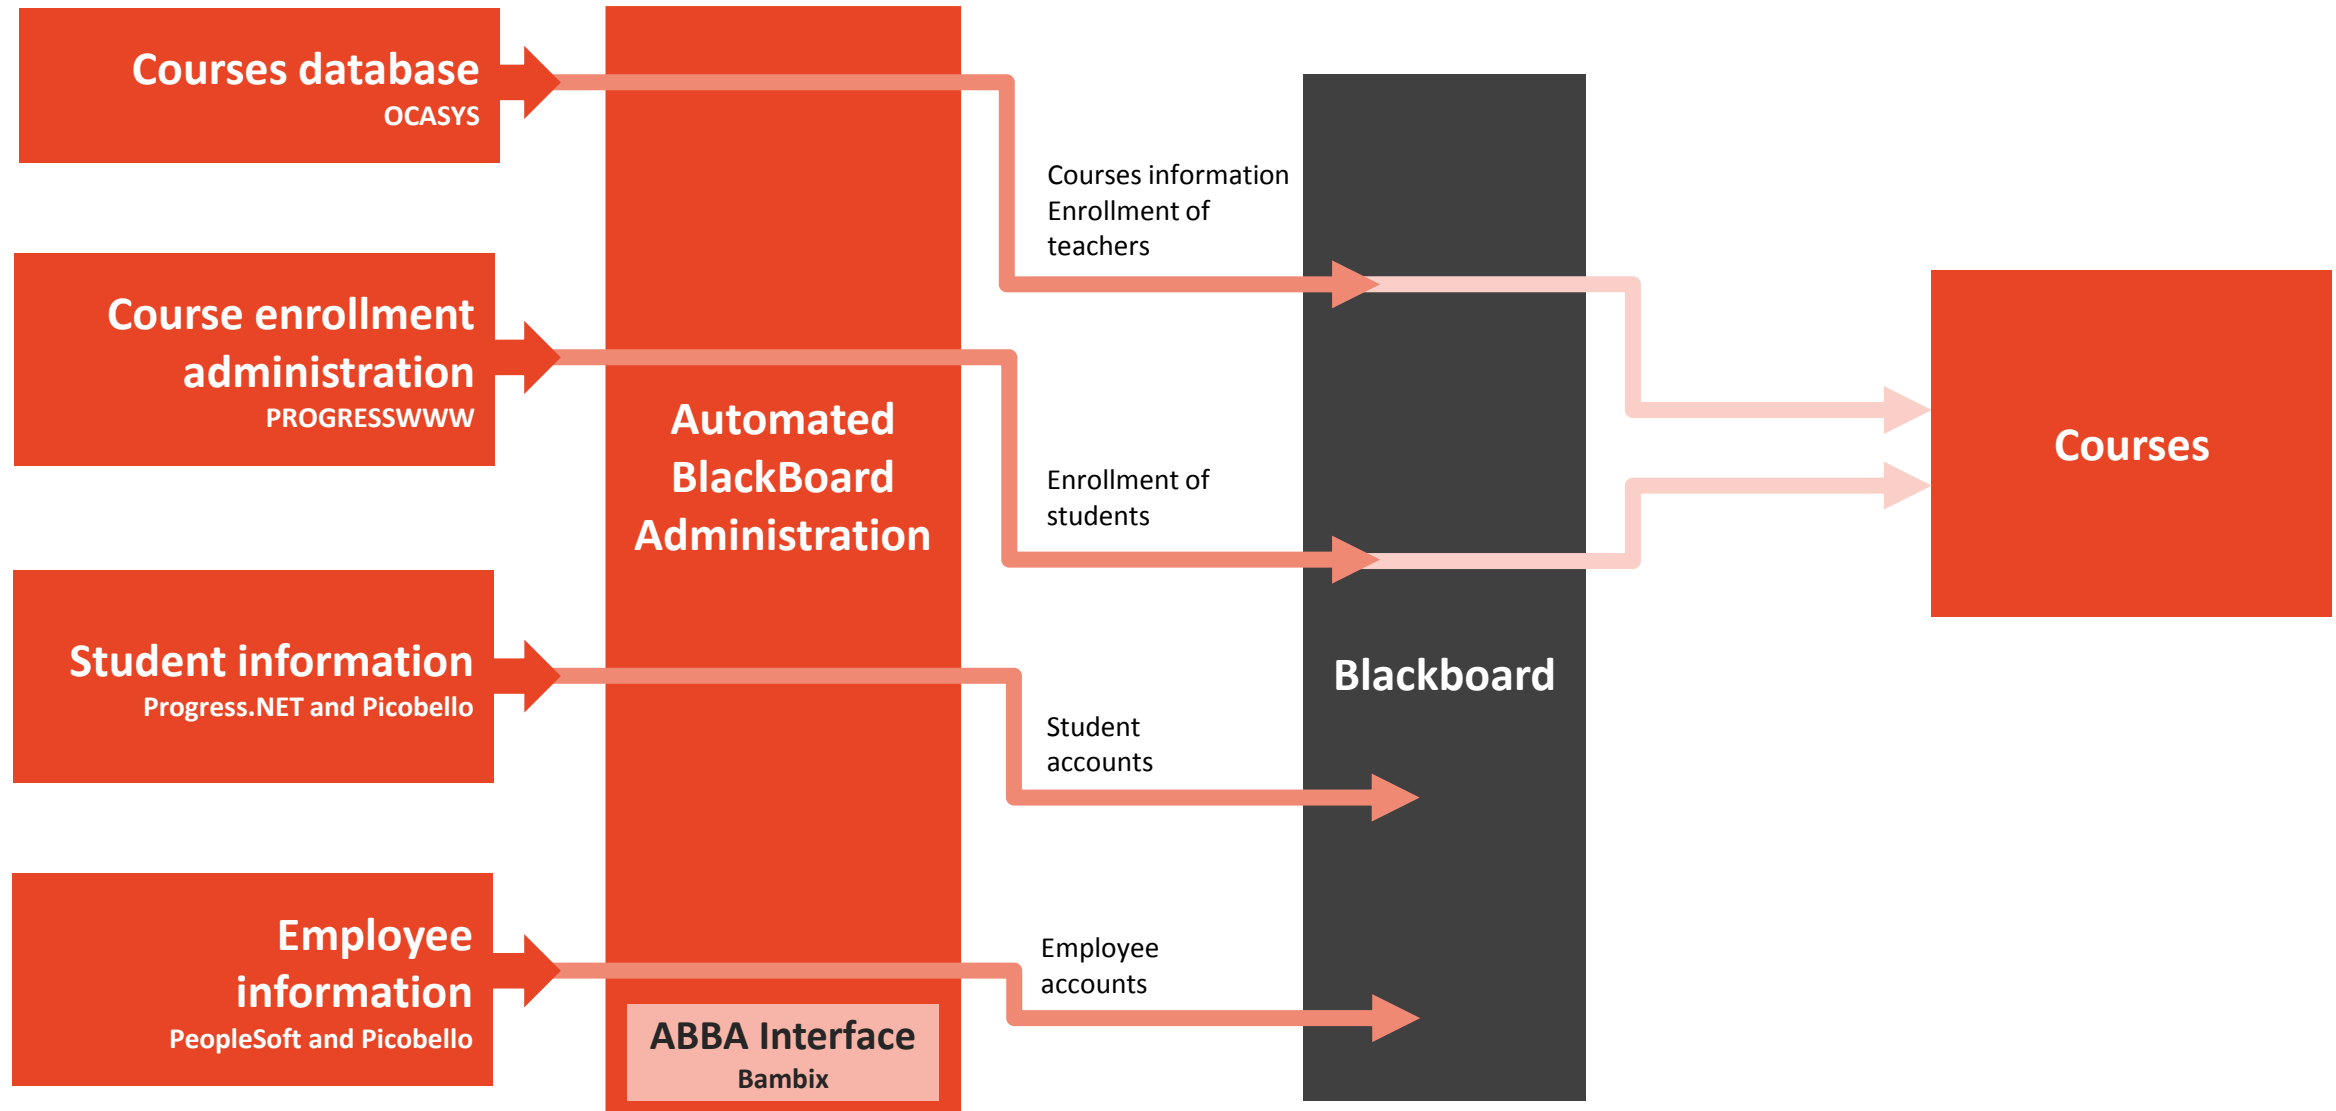 Courses database
OCASYS
Course enrollment
administration
PROGRESSWWW
Student information
Progress.NET and Picobello
Employee
information
PeopleSoft and Picobello
Automated
BlackBoard
Administration
ABBA Interface
Bambix
Courses information
Enrollment of
teachers
Enrollment of
students
Student
accounts
Employee
accounts
Blackboard
Courses